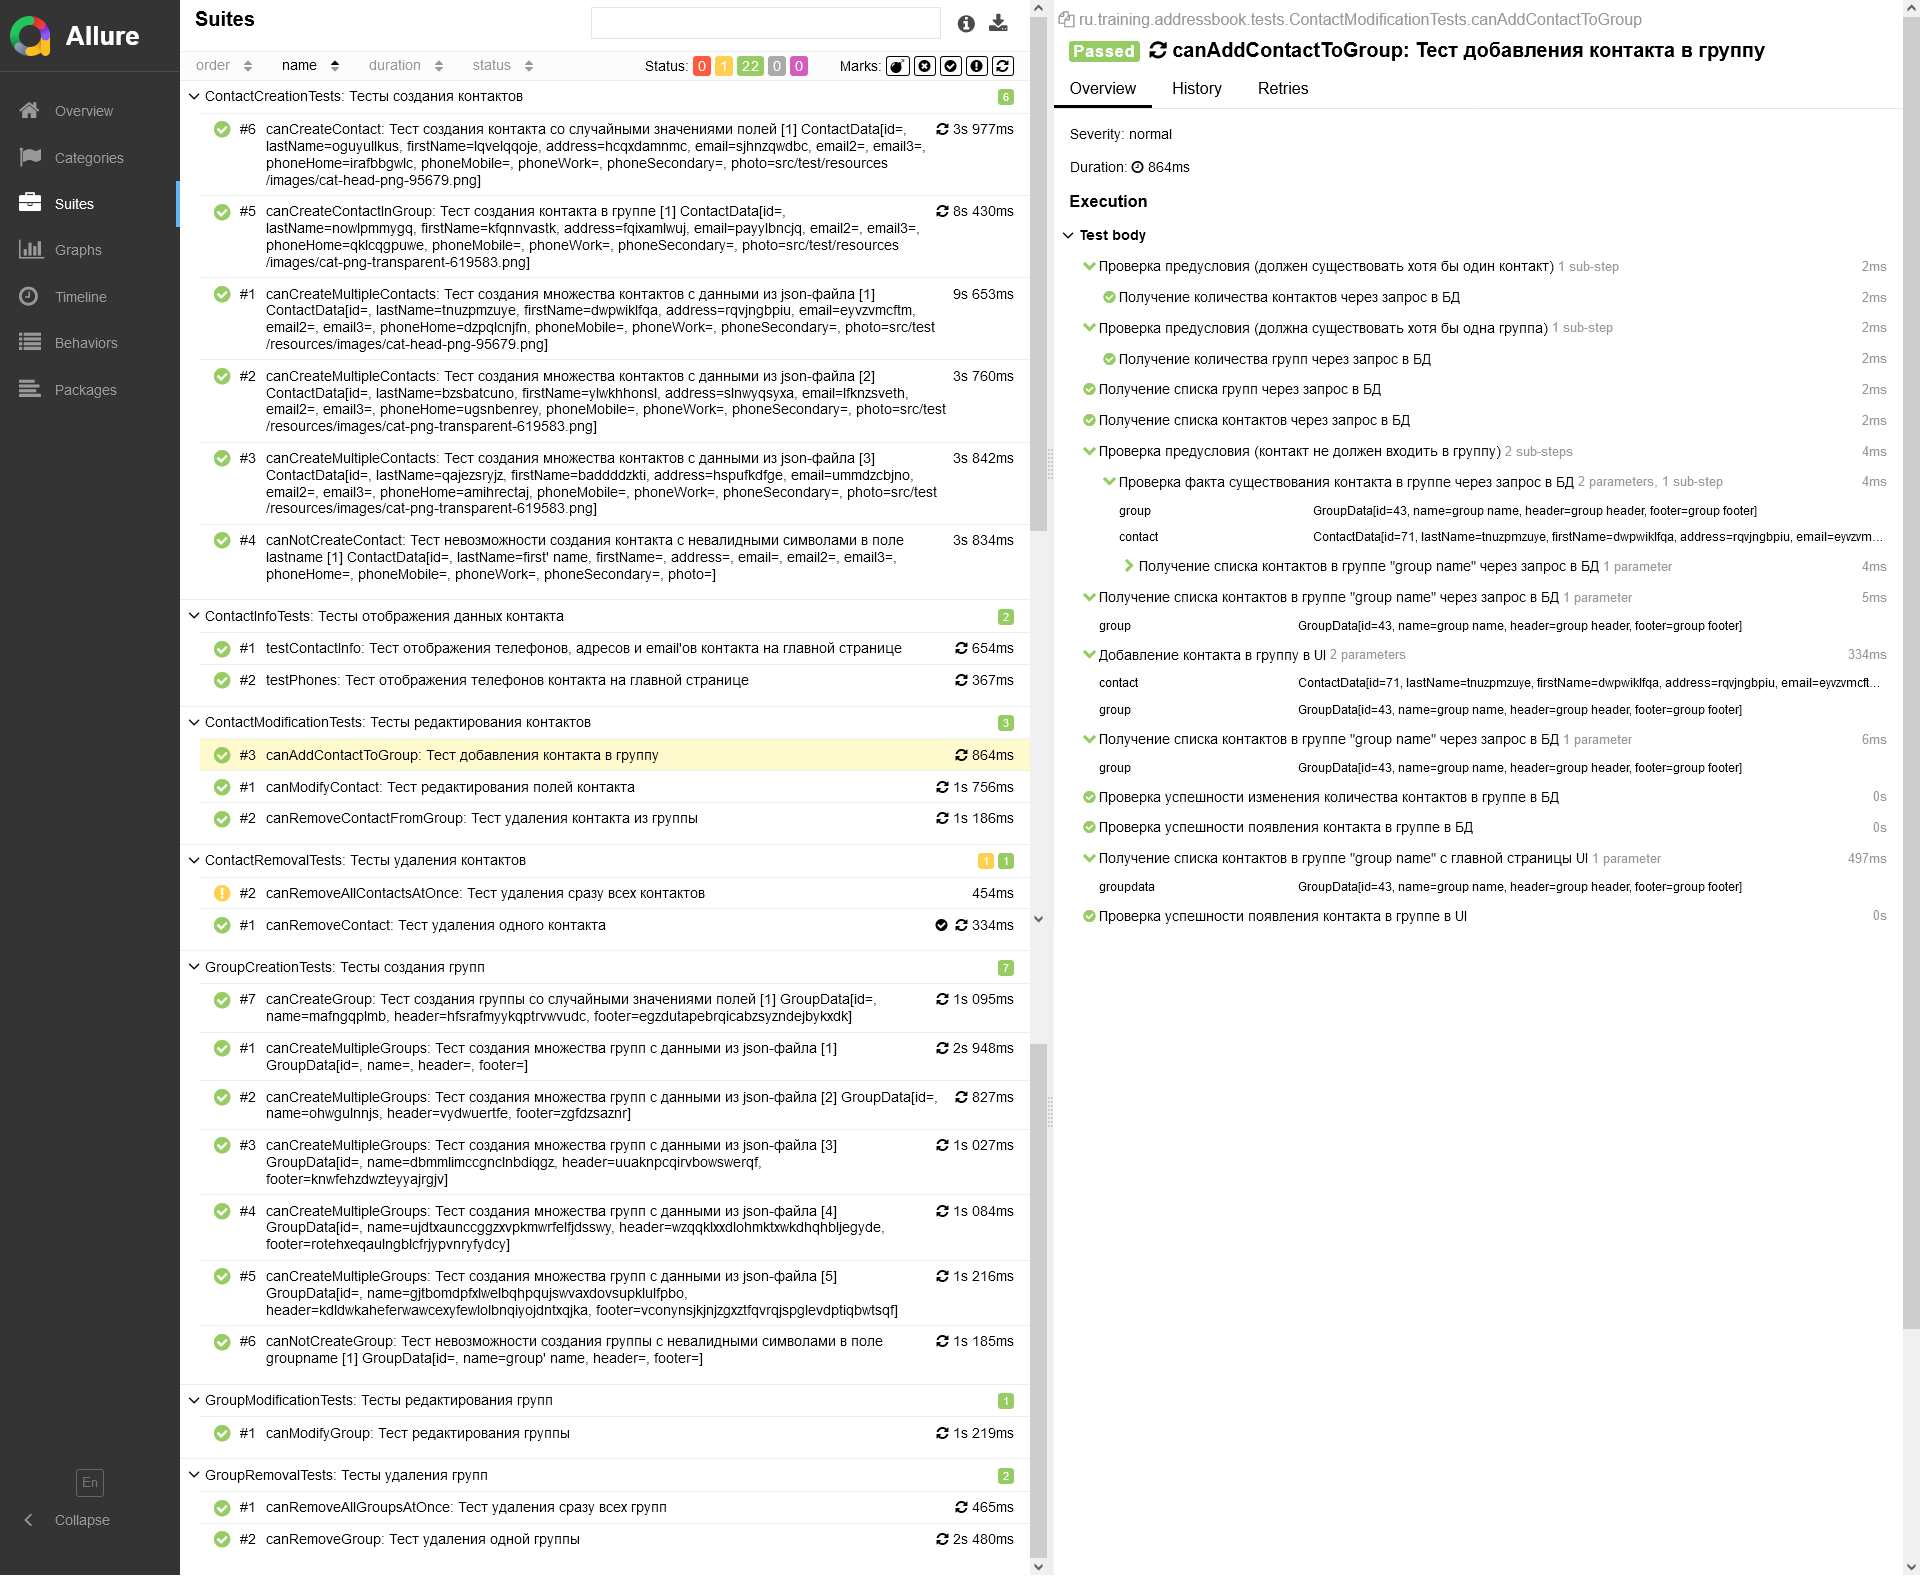 Allure
Overview
Categories
Suites
Graphs
Timeline
Behaviors
Packages
En
Collapse
Suites
order name duration status Status: 0 1 22 0 0 Marks:
ContactCreationTests: Тесты создания контактов 6
#6 canCreateContact: Тест создания контакта со случайными значениями полей [1] ContactData[id=, 3s 977ms
lastName=oguyullkus, firstName=lqvelqqoje, address=hcqxdamnmc, email=sjhnzqwdbc, email2=, email3=,
phoneHome=irafbbgwlc, phoneMobile=, phoneWork=, phoneSecondary=, photo=src/test/resources
/images/cat-head-png-95679.png]
#5 canCreateContactInGroup: Тест создания контакта в группе [1] ContactData[id=, 8s 430ms
lastName=nowlpmmygq, firstName=kfqnnvastk, address=fqixamlwuj, email=payylbncjq, email2=, email3=,
phoneHome=qklcqgpuwe, phoneMobile=, phoneWork=, phoneSecondary=, photo=src/test/resources
/images/cat-png-transparent-619583.png]
#1 canCreateMultipleContacts: Тест создания множества контактов с данными из json-файла [1] 9s 653ms
ContactData[id=, lastName=tnuzpmzuye, firstName=dwpwiklfqa, address=rqvjngbpiu, email=eyvzvmcftm,
email2=, email3=, phoneHome=dzpqlcnjfn, phoneMobile=, phoneWork=, phoneSecondary=, photo=src/test
/resources/images/cat-head-png-95679.png]
#2 canCreateMultipleContacts: Тест создания множества контактов с данными из json-файла [2] 3s 760ms
ContactData[id=, lastName=bzsbatcuno, firstName=ylwkhhonsl, address=slnwyqsyxa, email=lfknzsveth,
email2=, email3=, phoneHome=ugsnbenrey, phoneMobile=, phoneWork=, phoneSecondary=, photo=src/test
/resources/images/cat-png-transparent-619583.png]
#3 canCreateMultipleContacts: Тест создания множества контактов с данными из json-файла [3] 3s 842ms
ContactData[id=, lastName=qajezsryjz, firstName=baddddzkti, address=hspufkdfge, email=ummdzcbjno,
email2=, email3=, phoneHome=amihrectaj, phoneMobile=, phoneWork=, phoneSecondary=, photo=src/test
/resources/images/cat-png-transparent-619583.png]
#4 canNotCreateContact: Тест невозможности создания контакта с невалидными символами в поле 3s 834ms
lastname [1] ContactData[id=, lastName=first' name, firstName=, address=, email=, email2=, email3=,
phoneHome=, phoneMobile=, phoneWork=, phoneSecondary=, photo=]
ContactInfoTests: Тесты отображения данных контакта 2
#1 testContactInfo: Тест отображения телефонов, адресов и email'ов контакта на главной странице 654ms
#2 testPhones: Тест отображения телефонов контакта на главной странице 367ms
ContactModificationTests: Тесты редактирования контактов 3
#3 canAddContactToGroup: Тест добавления контакта в группу 864ms
#1 canModifyContact: Тест редактирования полей контакта 1s 756ms
#2 canRemoveContactFromGroup: Тест удаления контакта из группы 1s 186ms
ContactRemovalTests: Тесты удаления контактов 1 1
#2 canRemoveAllContactsAtOnce: Тест удаления сразу всех контактов 454ms
#1 canRemoveContact: Тест удаления одного контакта 334ms
GroupCreationTests: Тесты создания групп 7
#7 canCreateGroup: Тест создания группы со случайными значениями полей [1] GroupData[id=, 1s 095ms
name=mafngqplmb, header=hfsrafmyykqptrvwvudc, footer=egzdutapebrqicabzsyzndejbykxdk]
#1 canCreateMultipleGroups: Тест создания множества групп с данными из json-файла [1] 2s 948ms
GroupData[id=, name=, header=, footer=]
#2 canCreateMultipleGroups: Тест создания множества групп с данными из json-файла [2] GroupData[id=, 827ms
name=ohwgulnnjs, header=vydwuertfe, footer=zgfdzsaznr]
#3 canCreateMultipleGroups: Тест создания множества групп с данными из json-файла [3] 1s 027ms
GroupData[id=, name=dbmmlimccgnclnbdiqgz, header=uuaknpcqirvbowswerqf,
footer=knwfehzdwzteyyajrgjv]
#4 canCreateMultipleGroups: Тест создания множества групп с данными из json-файла [4] 1s 084ms
GroupData[id=, name=ujdtxaunccggzxvpkmwrfelfjdsswy, header=wzqqklxxdlohmktxwkdhqhbljegyde,
footer=rotehxeqaulngblcfrjypvnryfydcy]
#5 canCreateMultipleGroups: Тест создания множества групп с данными из json-файла [5] 1s 216ms
GroupData[id=, name=gjtbomdpfxlwelbqhpqujswvaxdovsupklulfpbo,
header=kdldwkaheferwawcexyfewlolbnqiyojdntxqjka, footer=vconynsjkjnjzgxztfqvrqjspglevdptiqbwtsqf]
#6 canNotCreateGroup: Тест невозможности создания группы с невалидными символами в поле 1s 185ms
groupname [1] GroupData[id=, name=group' name, header=, footer=]
GroupModificationTests: Тесты редактирования групп 1
#1 canModifyGroup: Тест редактирования группы 1s 219ms
GroupRemovalTests: Тесты удаления групп 2
#1 canRemoveAllGroupsAtOnce: Тест удаления сразу всех групп 465ms
#2 canRemoveGroup: Тест удаления одной группы 2s 480ms
ru.training.addressbook.tests.ContactModificationTests.canAddContactToGroup
Passed canAddContactToGroup: Тест добавления контакта в группу
Overview History Retries
Severity: normal
Duration: 864ms
Execution
Test body
Проверка предусловия (должен существовать хотя бы один контакт) 1 sub-step 2ms
Получение количества контактов через запрос в БД 2ms
Проверка предусловия (должна существовать хотя бы одна группа) 1 sub-step 2ms
Получение количества групп через запрос в БД 2ms
Получение списка групп через запрос в БД 2ms
Получение списка контактов через запрос в БД 2ms
Проверка предусловия (контакт не должен входить в группу) 2 sub-steps 4ms
Проверка факта существования контакта в группе через запрос в БД 2 parameters, 1 sub-step 4ms
group GroupData[id=43, name=group name, header=group header, footer=group footer]
contact ContactData[id=71, lastName=tnuzpmzuye, firstName=dwpwiklfqa, address=rqvjngbpiu, email=eyvzvm...
Получение списка контактов в группе "group name" через запрос в БД 1 parameter 4ms
Получение списка контактов в группе "group name" через запрос в БД 1 parameter 5ms
group GroupData[id=43, name=group name, header=group header, footer=group footer]
Добавление контакта в группу в UI 2 parameters 334ms
contact ContactData[id=71, lastName=tnuzpmzuye, firstName=dwpwiklfqa, address=rqvjngbpiu, email=eyvzvmcft...
group GroupData[id=43, name=group name, header=group header, footer=group footer]
Получение списка контактов в группе "group name" через запрос в БД 1 parameter 6ms
group GroupData[id=43, name=group name, header=group header, footer=group footer]
Проверка успешности изменения количества контактов в группе в БД 0s
Проверка успешности появления контакта в группе в БД 0s
Получение списка контактов в группе "group name" с главной страницы UI 1 parameter 497ms
groupdata GroupData[id=43, name=group name, header=group header, footer=group footer]
Проверка успешности появления контакта в группе в UI 0s